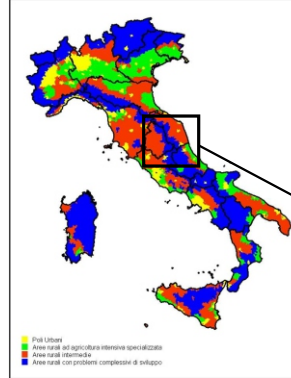 Poli Urbani
Aree rurali ad agricoltura intensiva specializzata
Aree rurali intermedie
Aree rurali con problemi complessivi di sviluppo